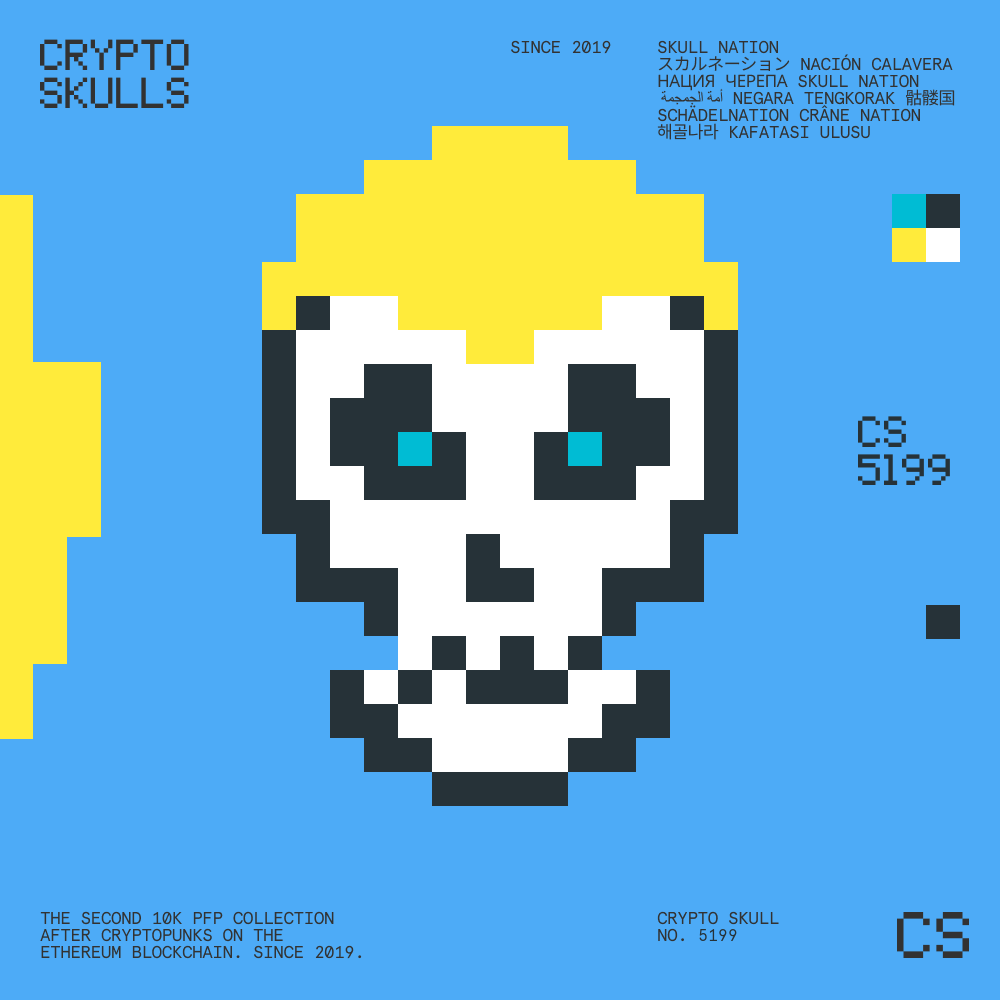 CRYPTO
SKULLS
SINCE 2019
SKULL NATION
スカルネーション NACIÓN CALAVERA
НАЦИЯ ЧЕРЕПА SKULL NATION
أمة الجمجمة NEGARA TENGKORAK 骷髅国
SCHÄDELNATION CRÂNE NATION
해골나라 KAFATASI ULUSU
CS
5199
THE SECOND 10K PFP COLLECTION
AFTER CRYPTOPUNKS ON THE
ETHEREUM BLOCKCHAIN. SINCE 2019.
CRYPTO SKULL
NO. 5199
CS